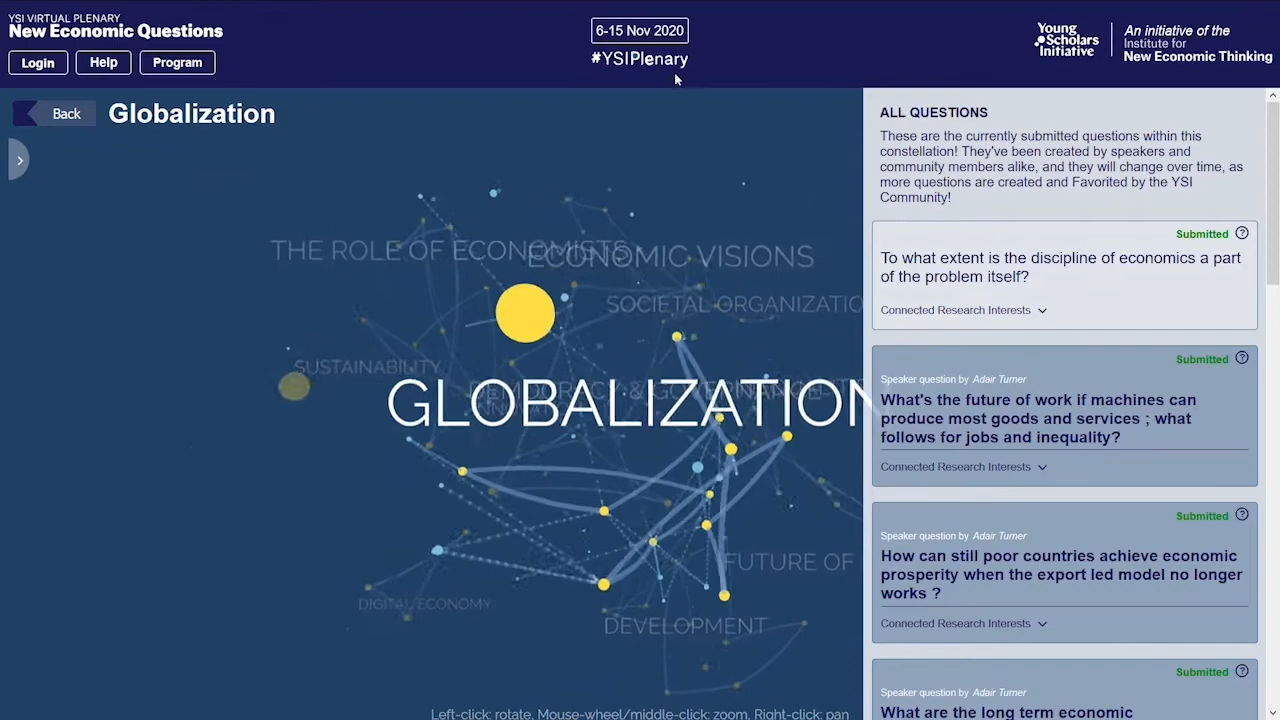 YSI VIRTUAL PLENARY
New Economic Questions
Login
Help
Program
6-15 Nov 2020
#YSIPlenary
Young
Scholars
Initiative
An initiative of the
Institute for
New Economic Thinking
Back
Globalization
THE ROLE OF ECONOMISTS
ECONOMIC VISIONS
SOCIETAL ORGANIZATIO
SUSTAINABILITY
DEMOCRACY & GOVERNANCE
GLOBALIZATION
FUTURE OF
DIGITAL ECONOMY
DEVELOPMENT
Left-click: rotate, Mouse-wheel/middle-click: zoom, Right-click: pan
ALL QUESTIONS
These are the currently submitted questions within this
constellation! They've been created by speakers and
community members alike, and they will change over time, as
more questions are created and Favorited by the YSI
Community!
Submitted
To what extent is the discipline of economics a part
of the problem itself?
Connected Research Interests
Submitted
Speaker question by Adair Turner
What's the future of work if machines can
produce most goods and services ; what
follows for jobs and inequality?
Connected Research Interests
Submitted
Speaker question by Adair Turner
How can still poor countries achieve economic
prosperity when the export led model no longer
works ?
Connected Research Interests
Submitted
Speaker question by Adair Turner
What are the long term economic